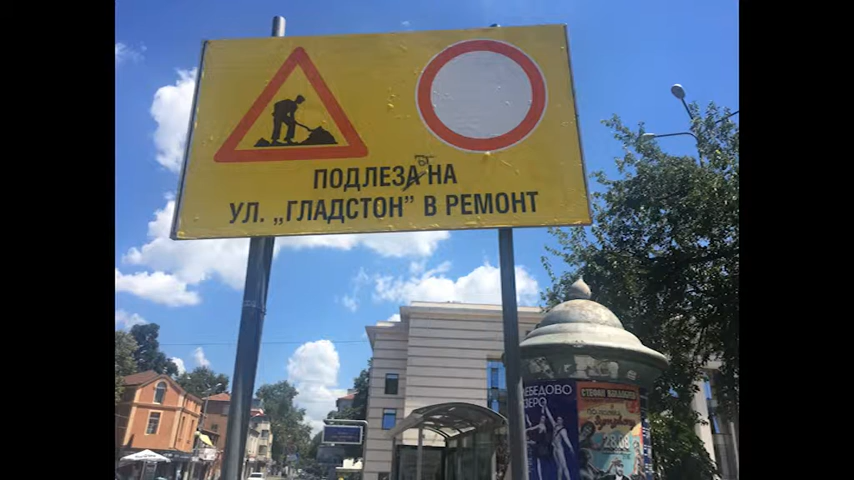 ПОДЛЕЗА НА
Ъ
УЛ. „ГЛАДСТОН" В РЕМОНТ
ЛЕБЕДОВО
ЕЗЕРО
28.08